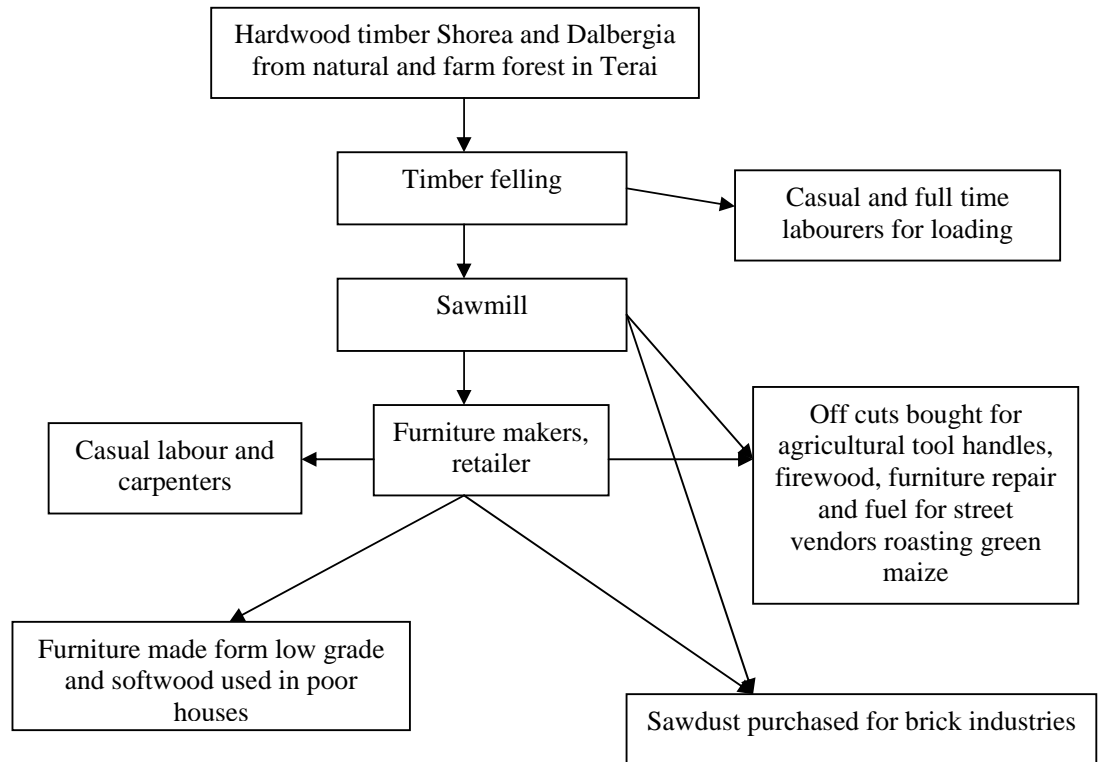 Hardwood timber Shorea and Dalbergia
from natural and farm forest in Terai
Timber felling
Casual and full time
labourers for loading
Sawmill
Furniture makers,
retailer
Casual labour and
carpenters
Off cuts bought for
agricultural tool handles,
firewood, furniture repair
and fuel for street
vendors roasting green
maize
Furniture made form low grade
and softwood used in poor
houses
Sawdust purchased for brick industries